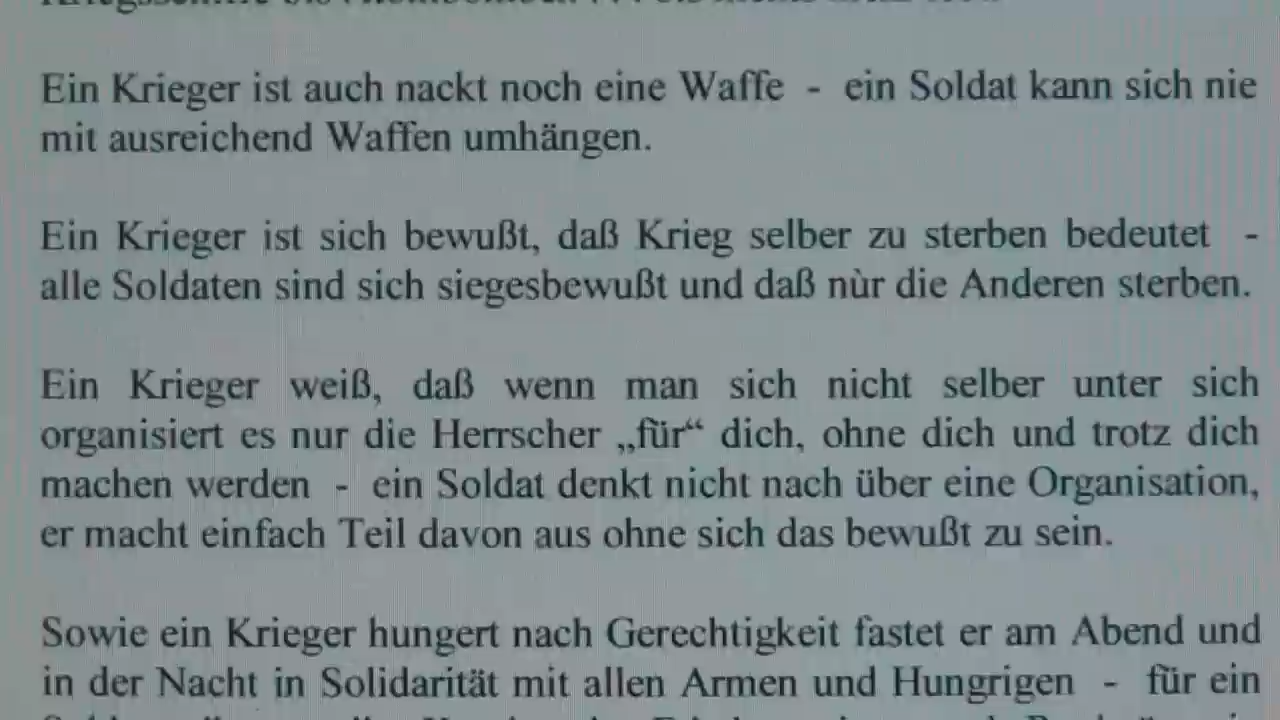 Ein Krieger ist auch nackt noch eine Waffe - ein Soldat kann sich nie
mit ausreichend Waffen umhängen.
Ein Krieger ist sich bewußt, daß Krieg selber zu sterben bedeutet -
alle Soldaten sind sich siegesbewußt und daß nùr die Anderen sterben.
Ein Krieger weiß, daß wenn man sich nicht selber unter sich
organisiert es nur die Herrscher „für“ dich, ohne dich und trotz dich
machen werden - ein Soldat denkt nicht nach über eine Organisation,
er macht einfach Teil davon aus ohne sich das bewußt zu sein.
Sowie ein Krieger hungert nach Gerechtigkeit fastet er am Abend und
in der Nacht in Solidarität mit allen Armen und Hungrigen - für ein